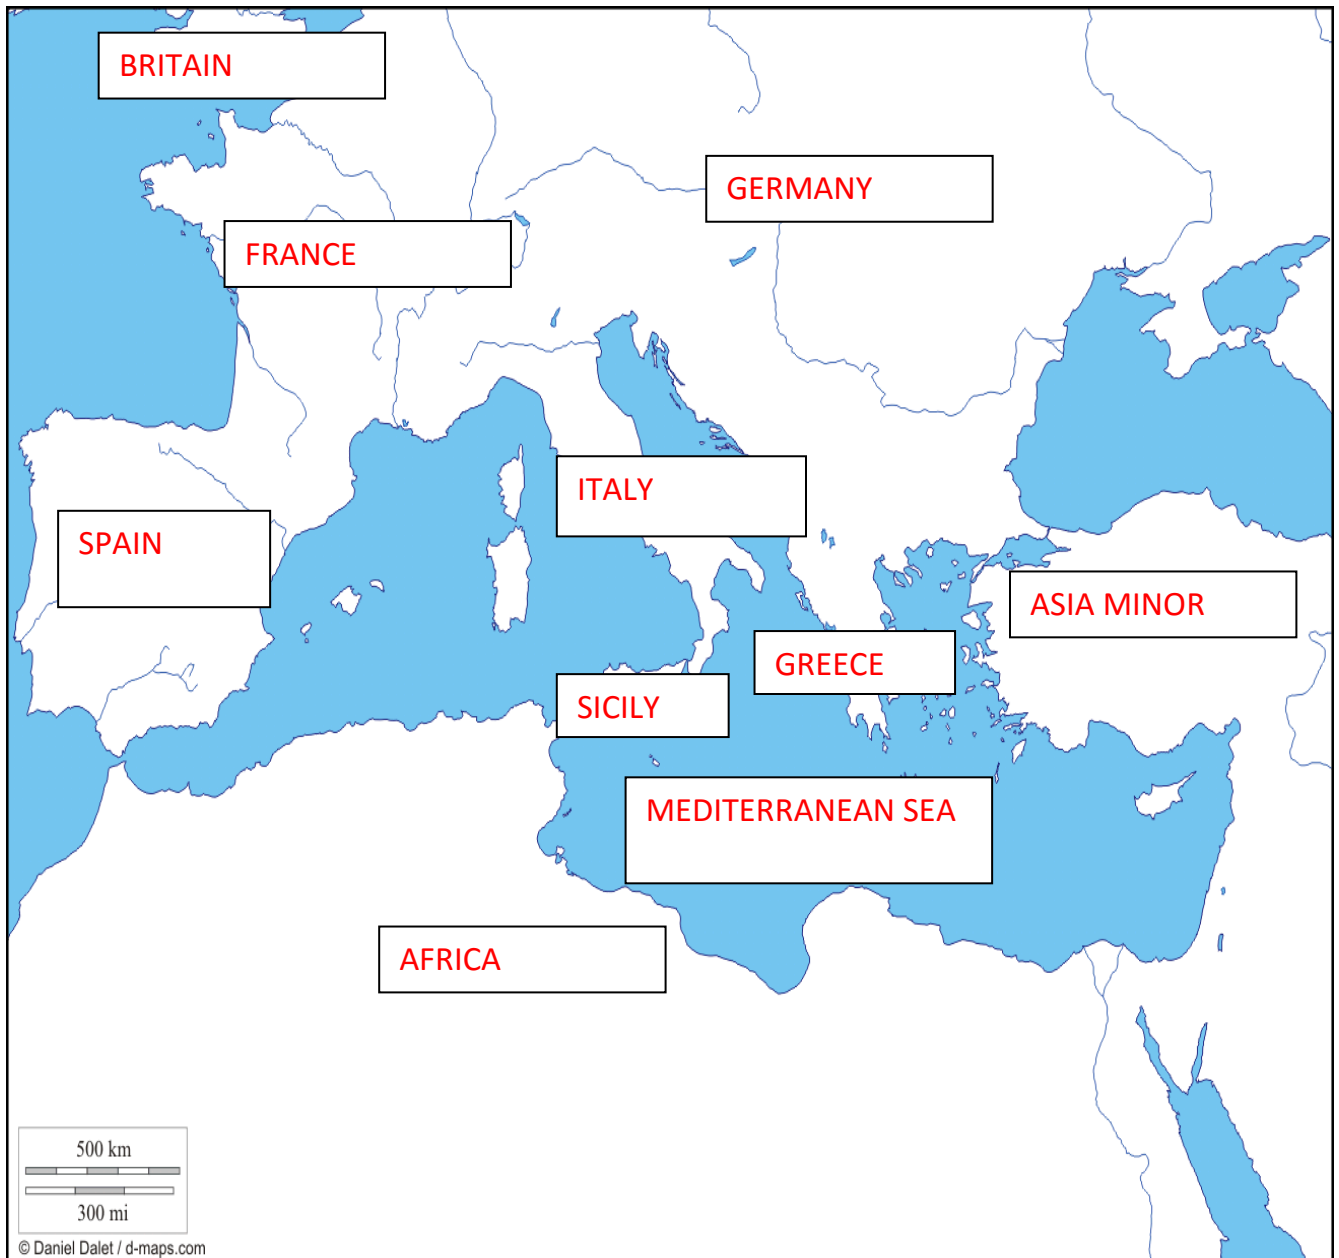 BRITAIN
GERMANY
FRANCE
ITALY
SPAIN
ASIA MINOR
GREECE
SICILY
MEDITERRANEAN SEA
AFRICA
500 km
300 mi
© Daniel Dalet / d-maps.com